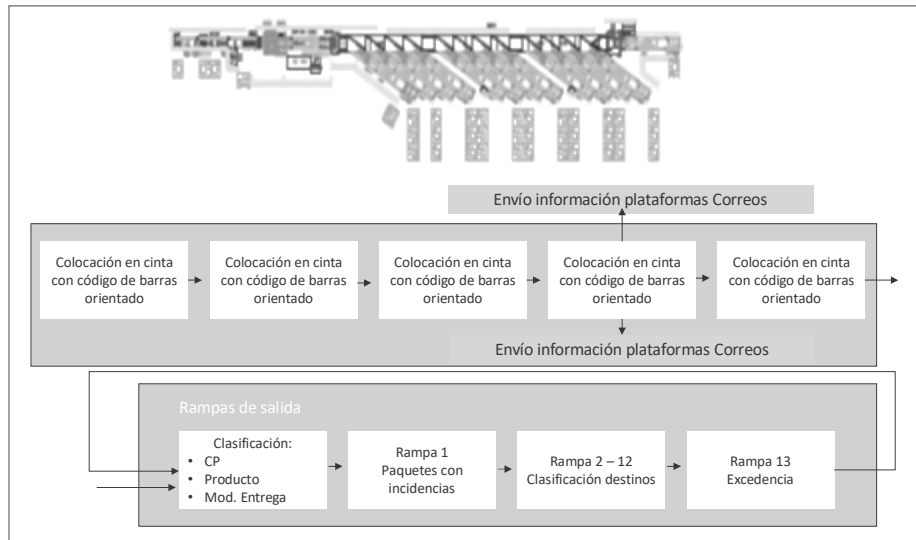 Envío información plataformas Correos
Colocación en cinta
con código de barras
orientado
Colocación en cinta
con código de barras
orientado
Colocación en cinta
con código de barras
orientado
Colocación en cinta
con código de barras
orientado
Colocación en cinta
con código de barras
orientado
Envío información plataformas Correos
Rampas de salida
Clasificación:
• CP
• Producto
• Mod. Entrega
Rampa 1
Paquetes con
incidencias
Rampa 2 – 12
Clasificación destinos
Rampa 13
Excedencia